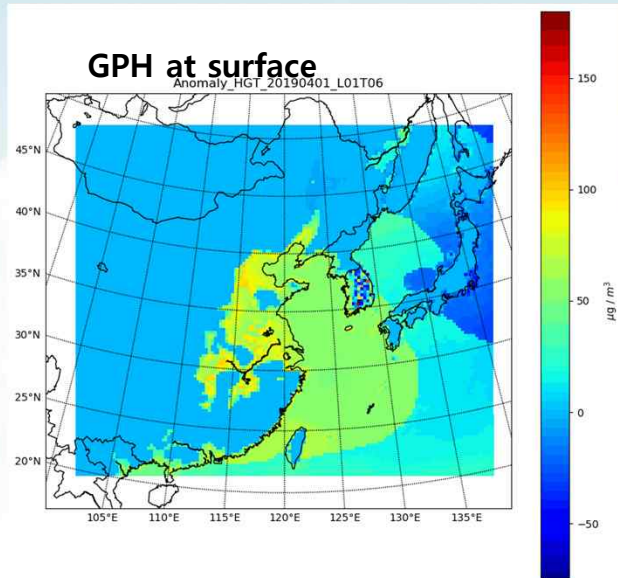 GPH at surface
Anomaly_HGT_20190401_L01T06
45°N
40°N
35°N
30°N
25°N
20°N
105°E 110°E 115°E 120°E 125°E 130°E 135°E
150
100
50
0
−50
μg / m³